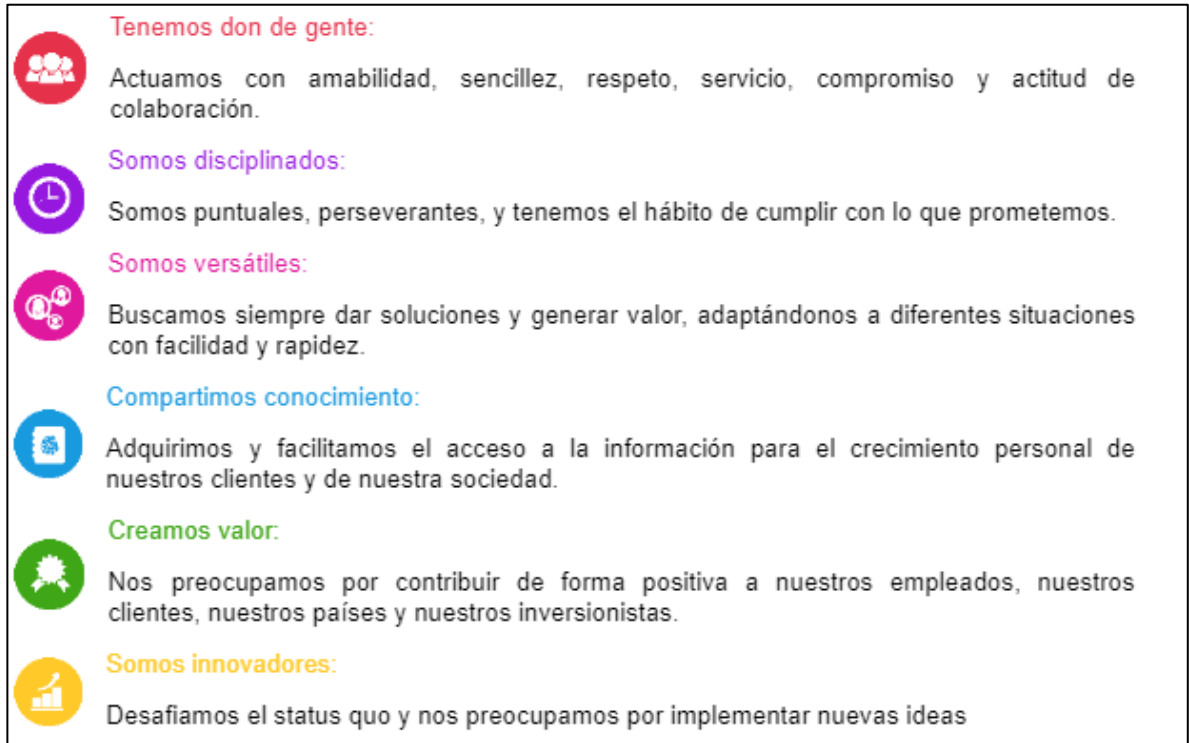 Tenemos don de gente:
Actuamos con amabilidad, sencillez, respeto, servicio, compromiso y actitud de
colaboración.
Somos disciplinados:
Somos puntuales, perseverantes, y tenemos el hábito de cumplir con lo que prometemos.
Somos versátiles:
Buscamos siempre dar soluciones y generar valor, adaptándonos a diferentes situaciones
con facilidad y rapidez.
Compartimos conocimiento:
Adquirimos y facilitamos el acceso a la información para el crecimiento personal de
nuestros clientes y de nuestra sociedad.
Creamos valor:
Nos preocupamos por contribuir de forma positiva a nuestros empleados, nuestros
clientes, nuestros países y nuestros inversionistas.
Somos innovadores:
Desafiamos el status quo y nos preocupamos por implementar nuevas ideas